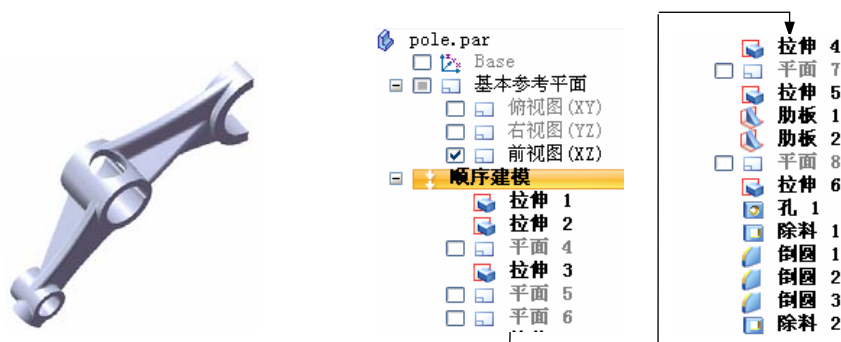 pole.par
Base
基本参考平面
俯视图(XY)
右视图(YZ)
前视图(XZ)
顺序建模
拉伸 1
拉伸 2
平面 4
拉伸 3
平面 5
平面 6
拉伸 4
平面 7
拉伸 5
肋板 1
肋板 2
平面 8
拉伸 6
孔 1
除料 1
倒圆 1
倒圆 2
倒圆 3
除料 2